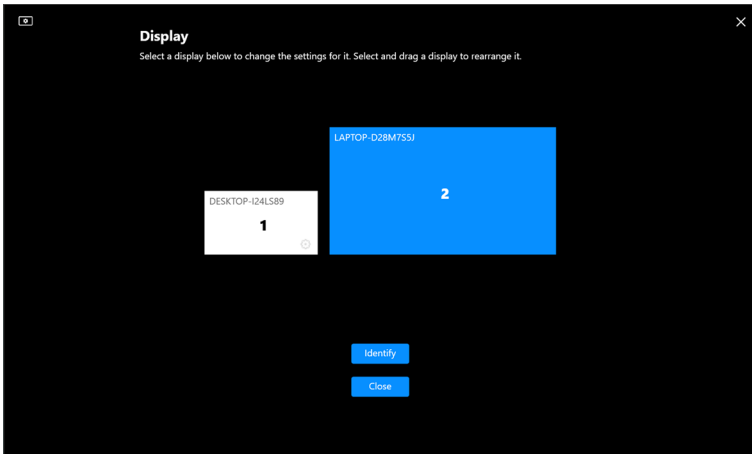 Display
Select a display below to change the settings for it. Select and drag a display to rearrange it.
LAPTOP-D28M7S5J
2
DESKTOP-I24LS89
1
Identify
Close